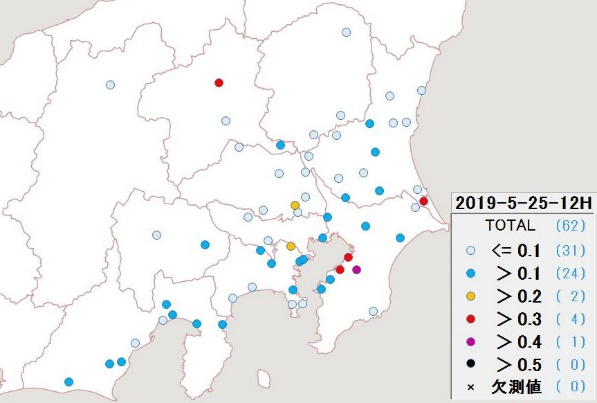 2019-5-25-12H
TOTAL (62)
<= 0.1 (31)
> 0.1 (24)
> 0.2 ( 2)
> 0.3 ( 4)
> 0.4 ( 1)
> 0.5 ( 0)
× 欠測値 ( 0)